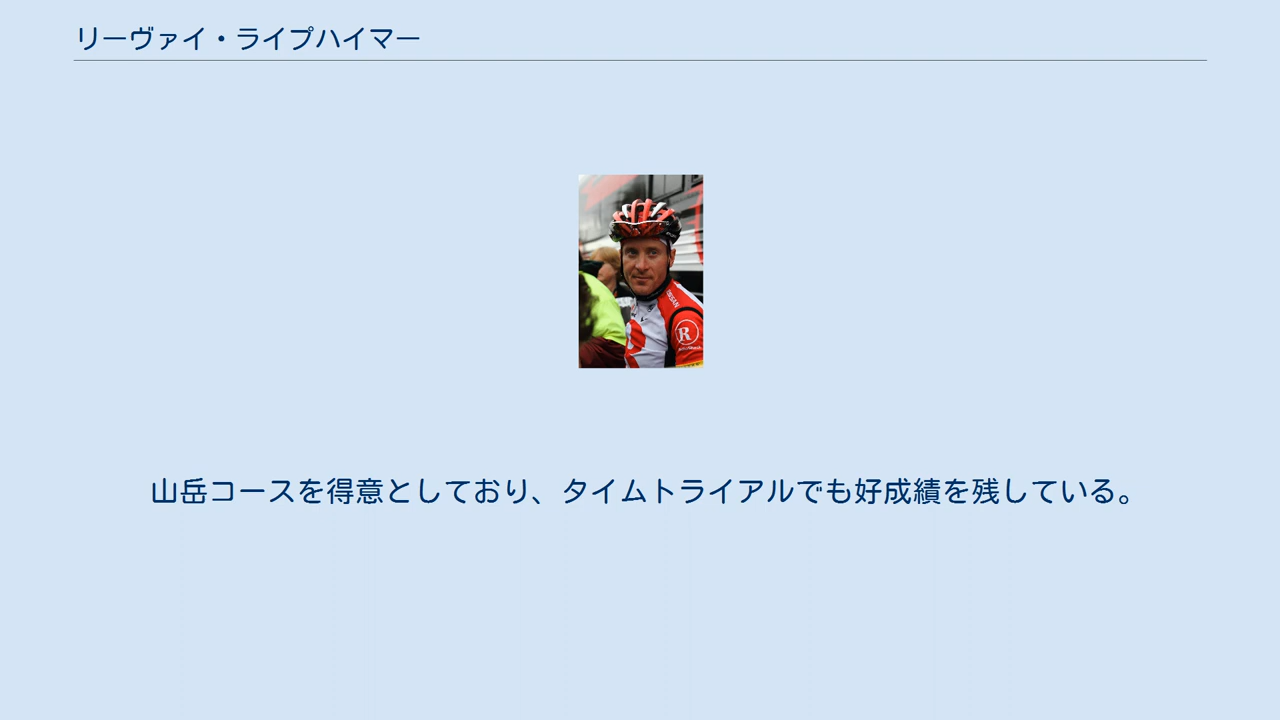 リーヴァイ・ライプハイマー
R
山岳コースを得意としており、タイムトライアルでも好成績を残している。